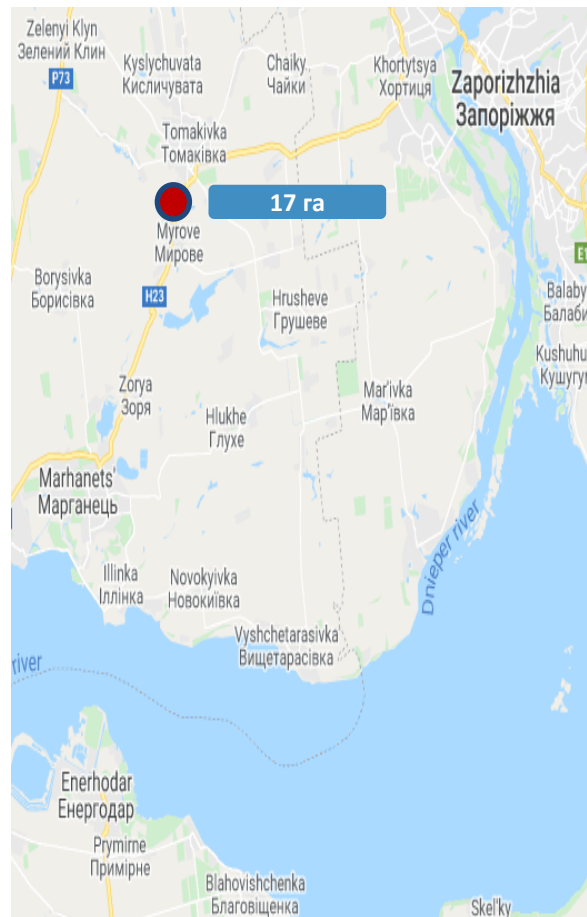 Zelenyi Klyn
Зелений Клин
P73
Kyslychuvata
Кисличувата
Chaiky
Чайки
Khortytsya
Хортиця
Zaporizhzhia
Запоріжжя
Tomakivka
Томаківка
17 га
Myrove
Мирове
Borysivka
Борисівка
H23
Hrusheve
Грушеве
Balaby
Балаби
Kushuhu
Кушугум
Zorya
Зоря
Hlukhe
Глухе
Mar'ivka
Мар'ївка
Marhanets'
Марганець
Illinka
Іллінка
Novokyivka
Новокиївка
Vyshchetarasivka
Вищетарасівка
Dnieper river
river
Enerhodar
Енергодар
Prymirne
Примірне
Blahovishchenka
Благовіщенка
Skel'ky